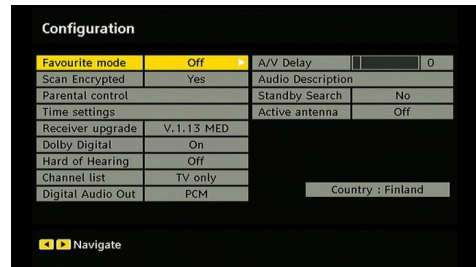 Configuration
Favourite mode Off
Scan Encrypted Yes
Parental control
Time settings
Receiver upgrade V.1.13 MED
Dolby Digital On
Hard of Hearing Off
Channel list TV only
Digital Audio Out PCM
A/V Delay 0
Audio Description
Standby Search No
Active antenna Off
Country : Finland
Navigate